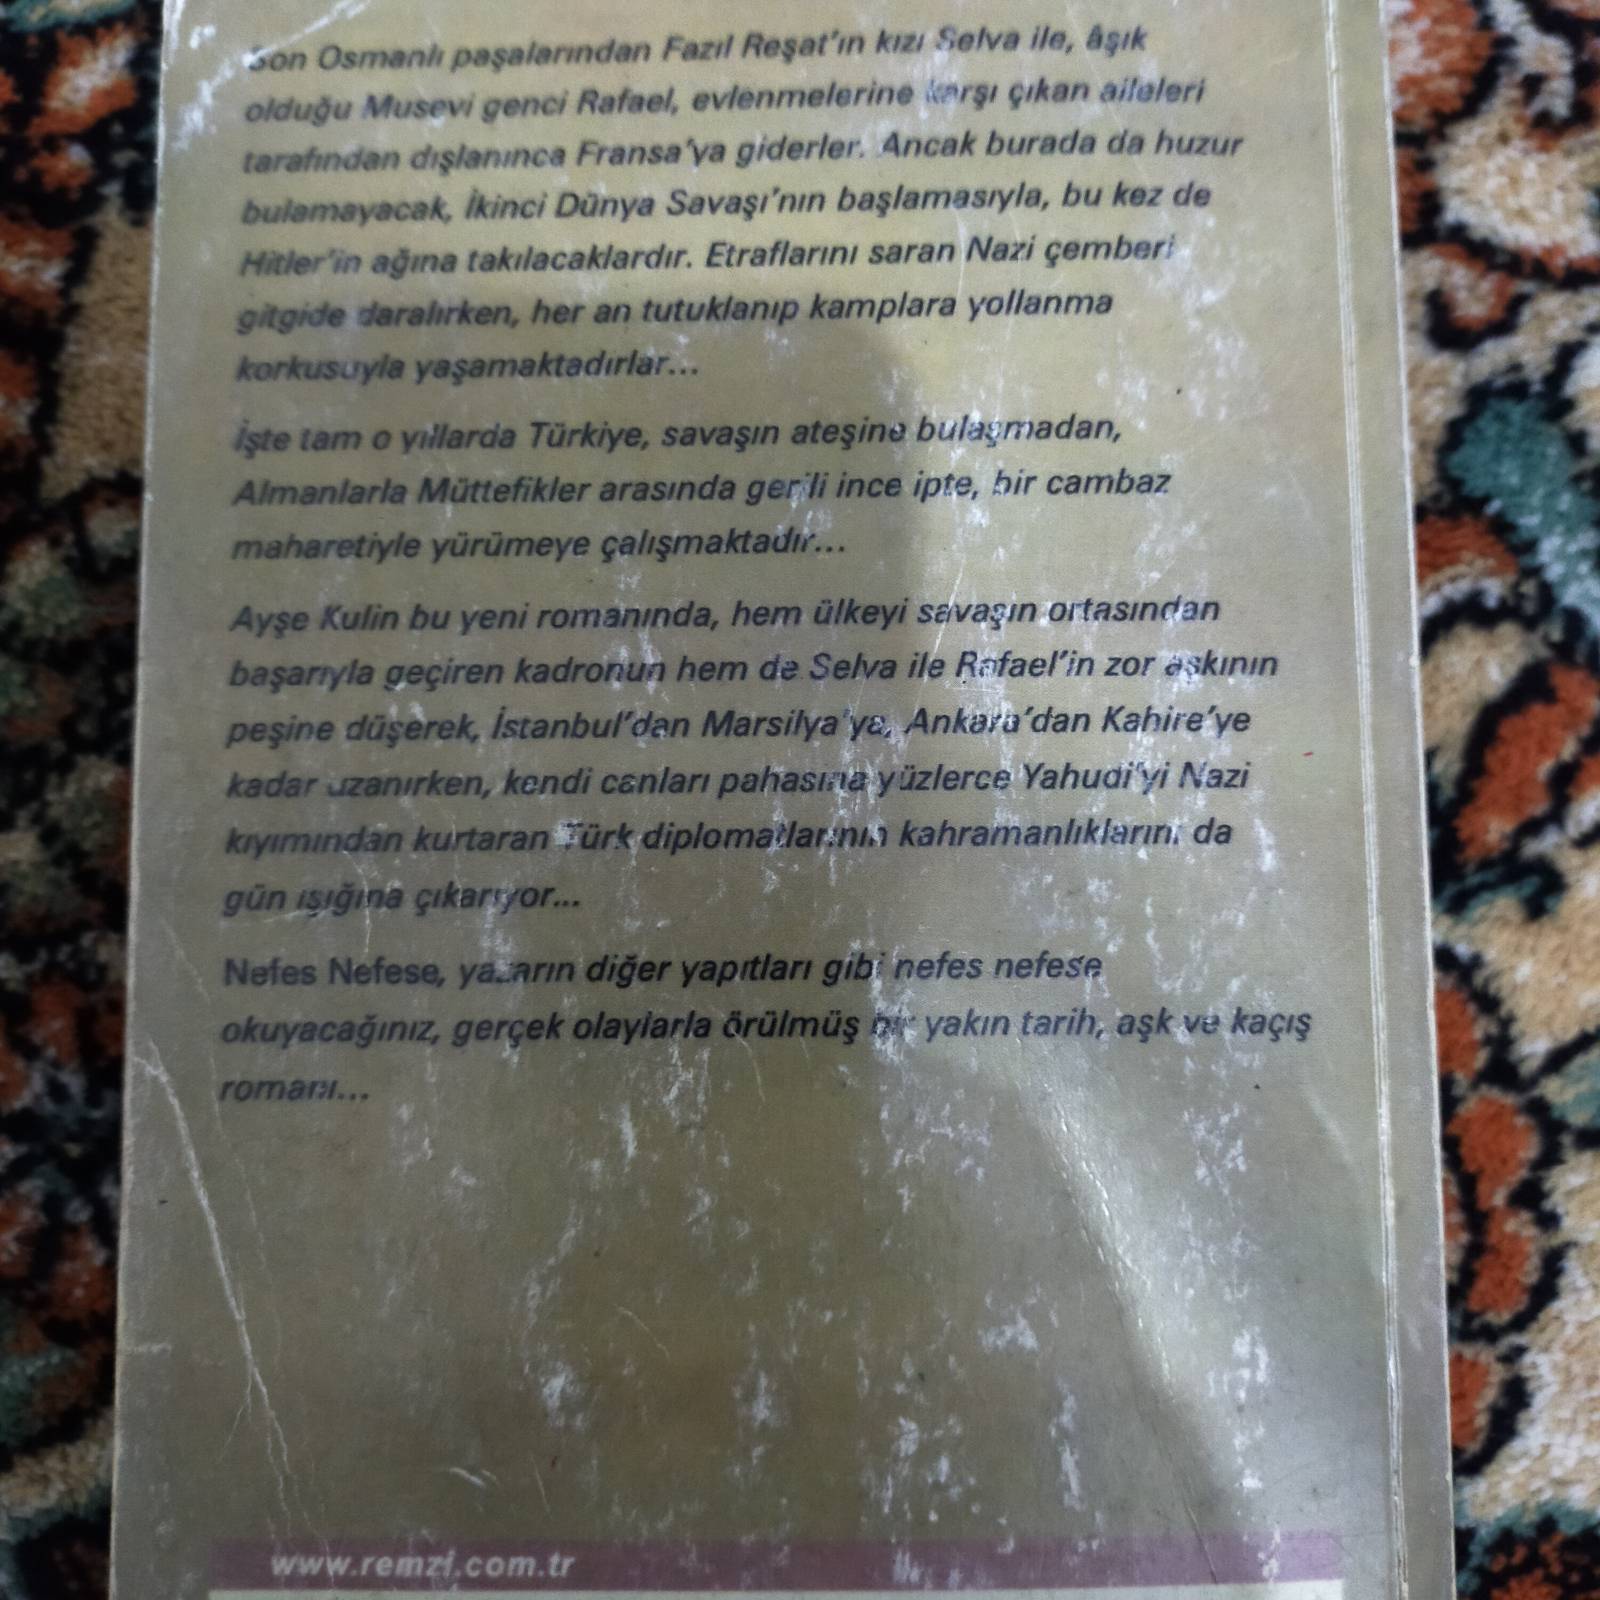 Son Osmanlı paşalarından Fazıl Reşat'ın kızı Selva ile, âşık
olduğu Musevi genci Rafael, evlenmelerine karşı çıkan aileleri
tarafından dışlanınca Fransa'ya giderler. Ancak burada da huzur
bulamayacak, İkinci Dünya Savaşı'nın başlamasıyla, bu kez de
Hitler'in ağına takılacaklardır. Etraflarını saran Nazi çemberi
gitgide daralırken, her an tutuklanıp kamplara yollanma
korkusuyla yaşamaktadırlar...
İşte tam o yıllarda Türkiye, savaşın ateşine bulaşmadan,
Almanlarla Müttefikler arasında gerili ince ipte, bir cambaz
maharetiyle yürümeye çalışmaktadır...
Ayşe Kulin bu yeni romanında, hem ülkeyi savaşın ortasından
başarıyla geçiren kadronun hem de Selva ile Rafael'in zor aşkının
peşine düşerek, İstanbul'dan Marsilya'ya, Ankara'dan Kahire'ye
kadar uzanırken, kendi canları pahasına yüzlerce Yahudi'yi Nazi
kıyımından kurtaran Türk diplomatlarının kahramanlıklarını da
gün ışığına çıkarıyor...
Nefes Nefese, yazarın diğer yapıtları gibi nefes nefese
okuyacağınız, gerçek olaylarla örülmüş bir yakın tarih, aşk ve kaçış
romanı...
www.remzi.com.tr